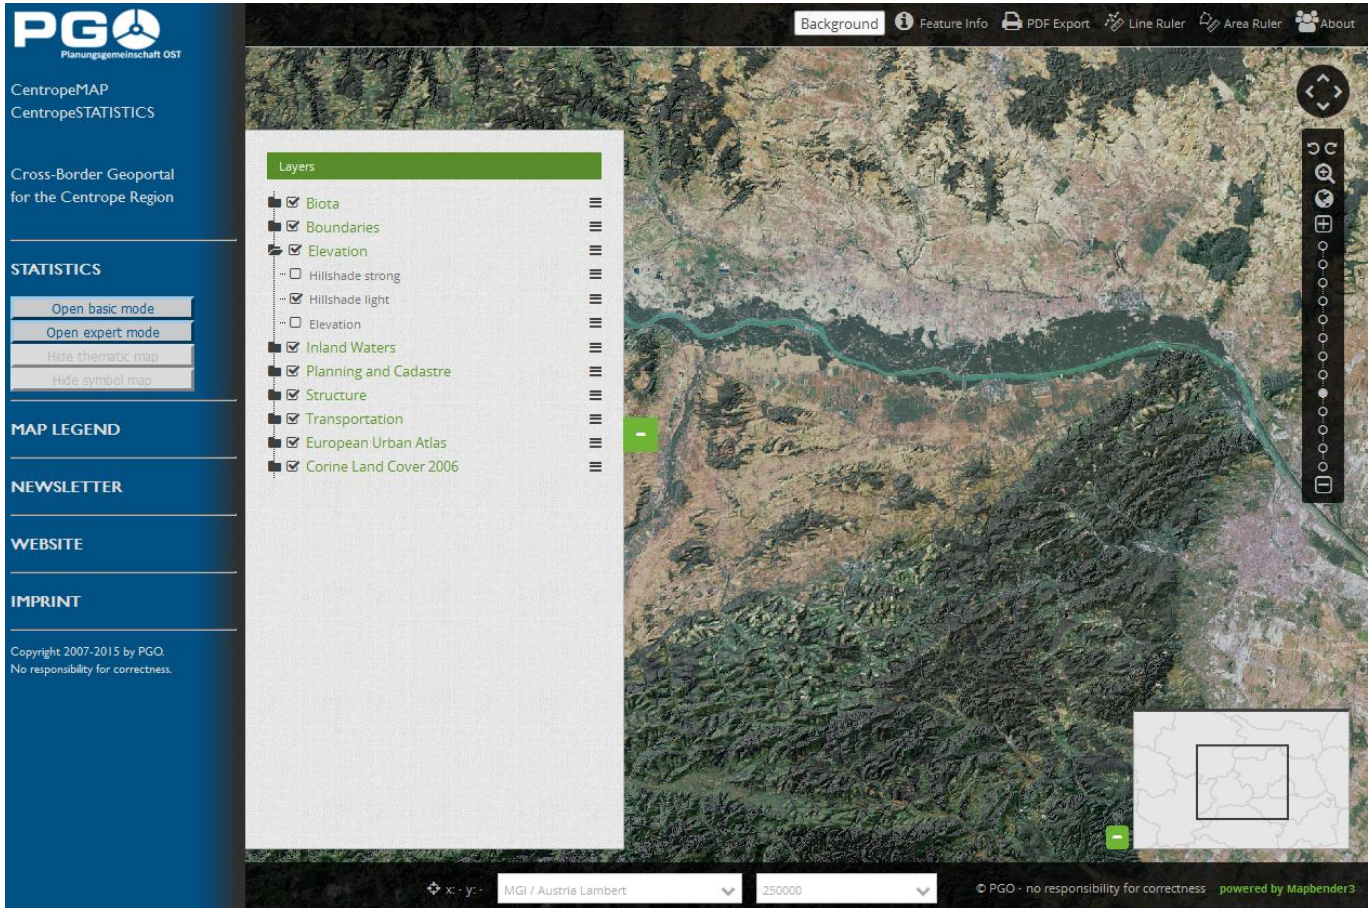 PGO
Planungsgemeinschaft OST
CentropeMAP
CentropeSTATISTICS
Cross-Border Geoportal
for the Centrope Region
STATISTICS
Open basic mode
Open expert mode
Hide thematic map
Hide symbol map
MAP LEGEND
NEWSLETTER
WEBSITE
IMPRINT
Copyright 2007-2015 by PGO.
No responsibility for correctness.
Background
Feature Info
PDF Export
Line Ruler
Area Ruler
About
Layers
Biota
Boundaries
Elevation
Hillshade strong
Hillshade light
Elevation
Inland Waters
Planning and Cadastre
Structure
Transportation
European Urban Atlas
Corine Land Cover 2006
x: - y: -
MGI / Austria Lambert
250000
© PGO - no responsibility for correctness
powered by Mapbender3